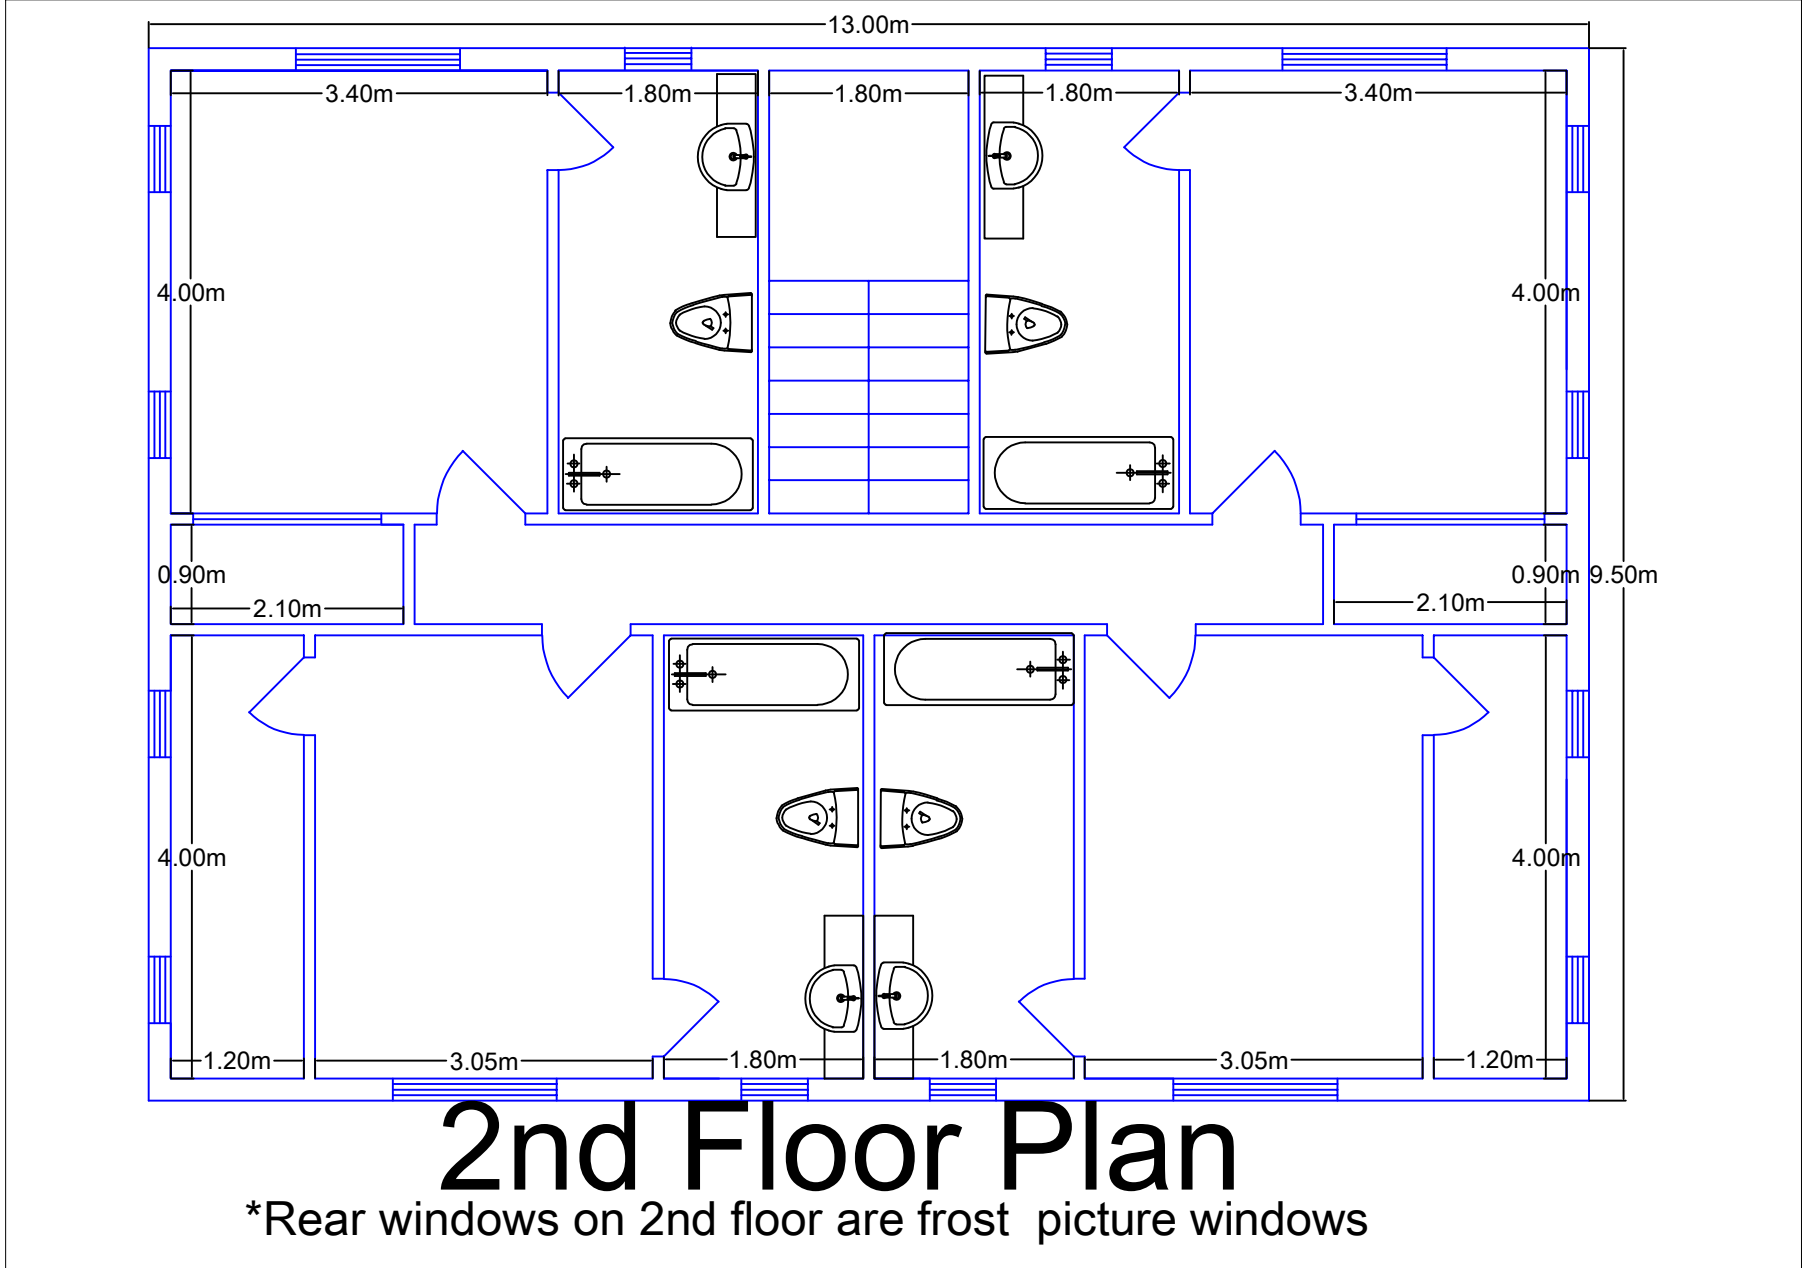 13.00m
3.40m 1.80m 1.80m 1.80m 3.40m
4.00m 4.00m
0.90m 0.90m 9.50m
2.10m 2.10m
4.00m 4.00m
1.20m 3.05m 1.80m 1.80m 3.05m 1.20m
2nd Floor Plan
*Rear windows on 2nd floor are frost picture windows